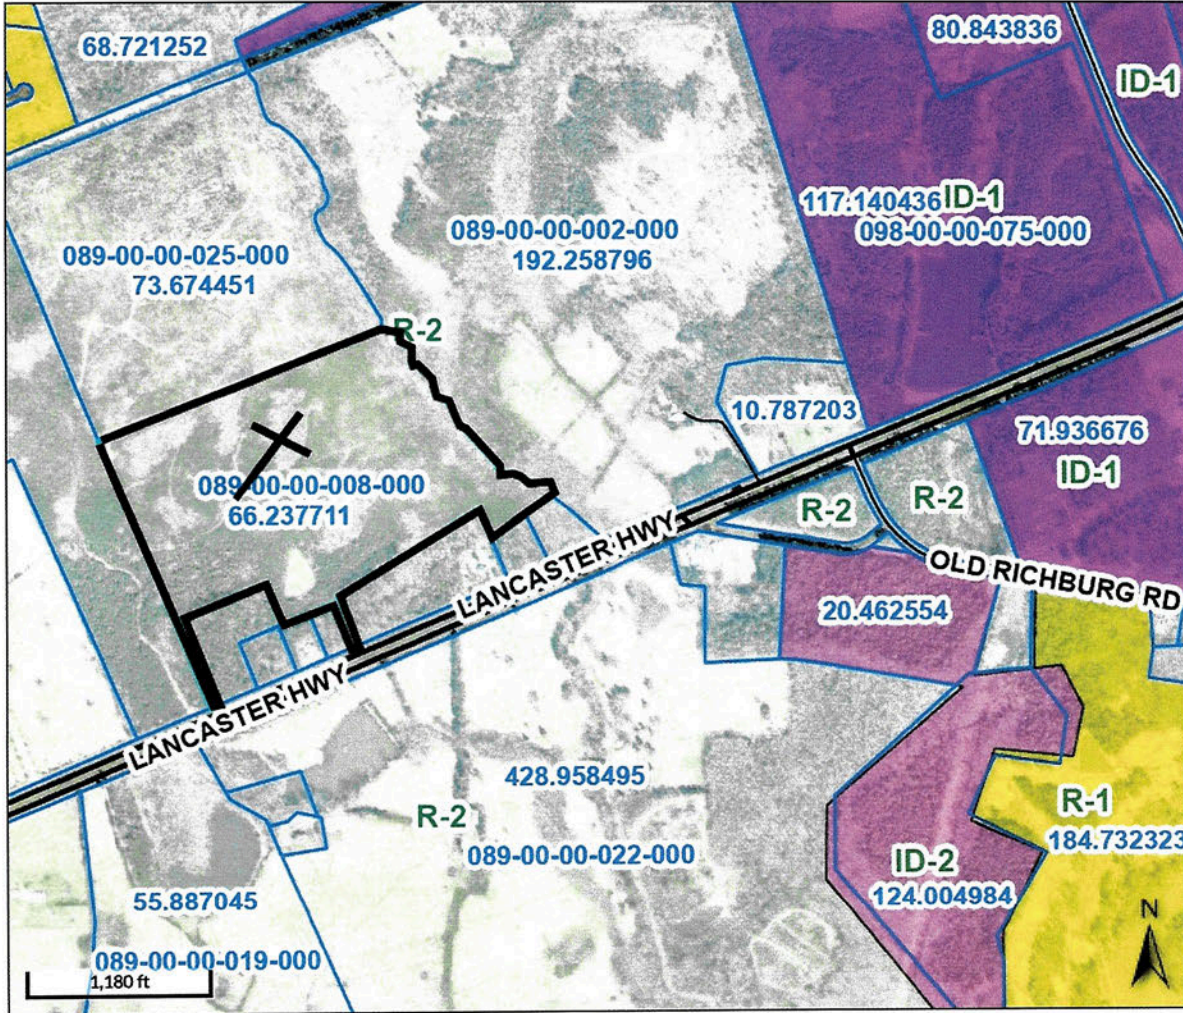 68.721252
80.843836
ID-1
117.140436 ID-1
098-00-00-075-000
089-00-00-002-000
192.258796
089-00-00-025-000
73.674451
R-2
10.787203
71.936676
ID-1
089-00-00-008-000
66.237711
R-2
R-2
LANCASTER HWY
OLD RICHBURG RD
LANCASTER HWY
20.462554
428.958495
R-2
089-00-00-022-000
R-1
184.732323
ID-2
124.004984
55.887045
089-00-00-019-000
1,180 ft
N